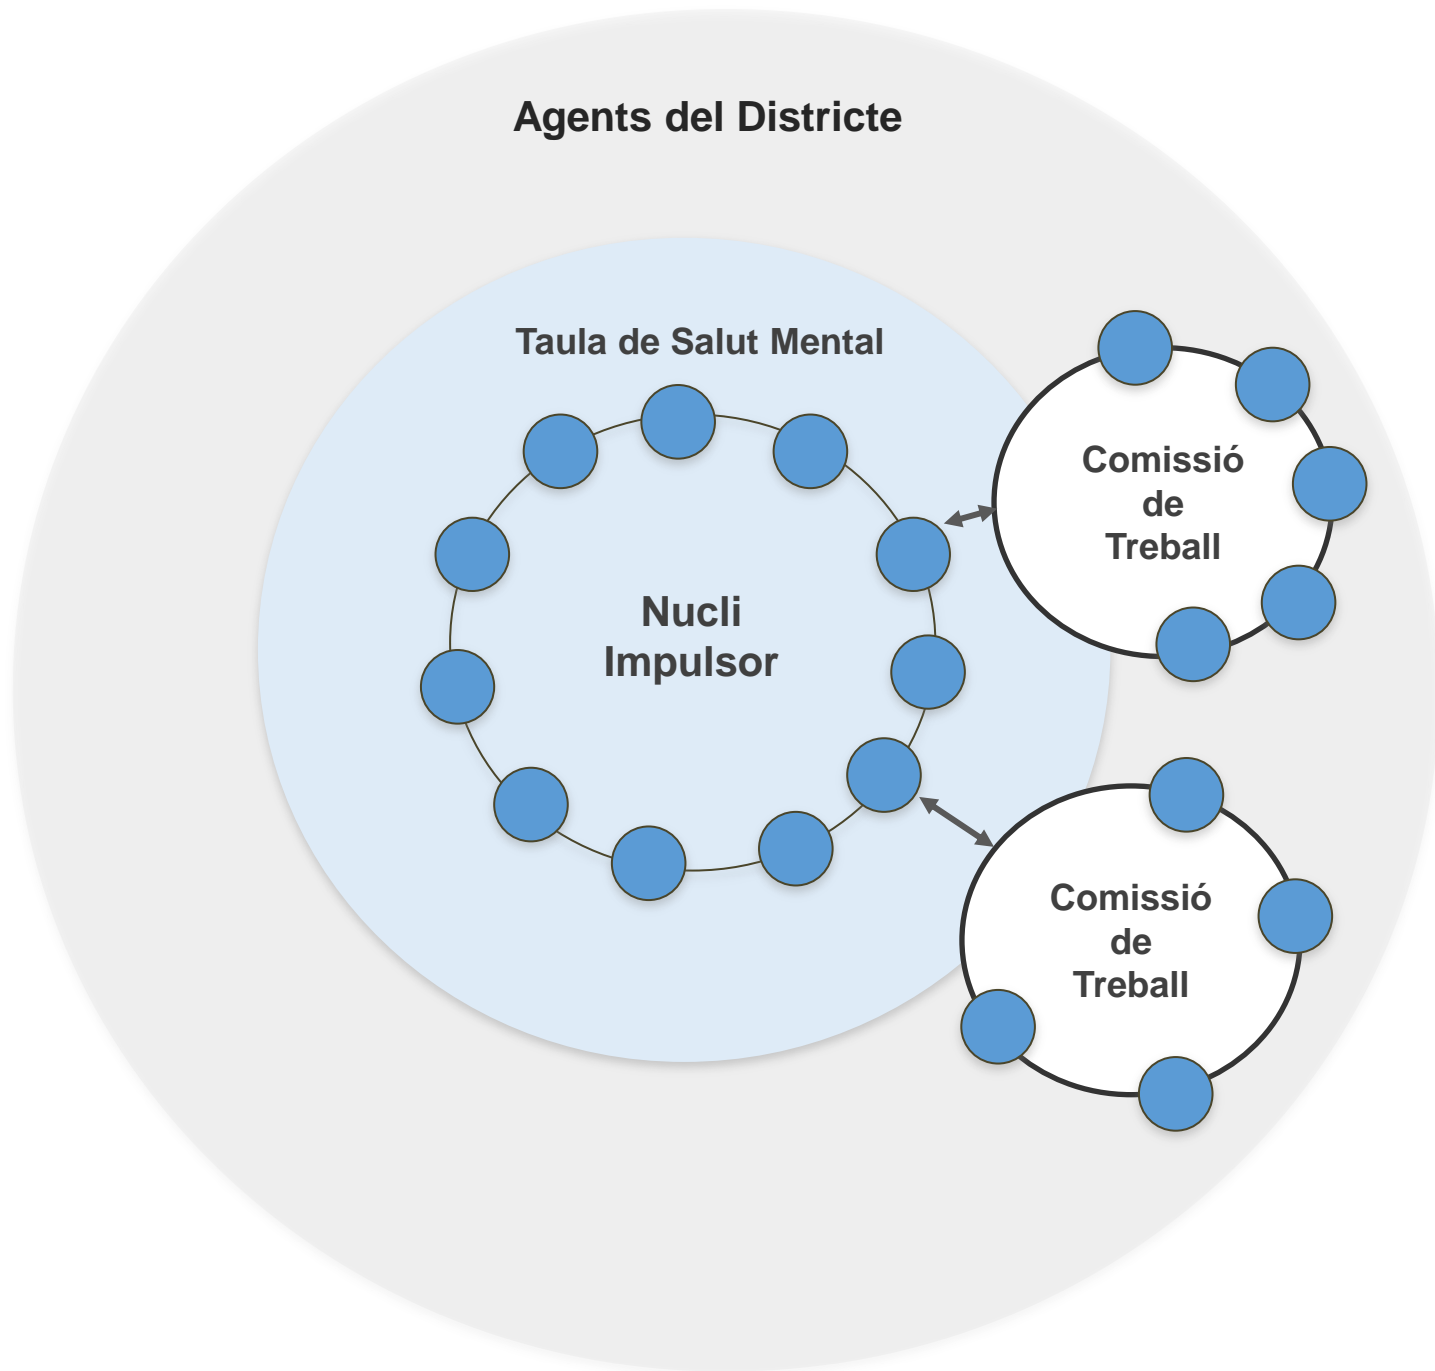 Agents del Districte
Taula de Salut Mental
Nucli
Impulsor
Comissió
de
Treball
Comissió
de
Treball